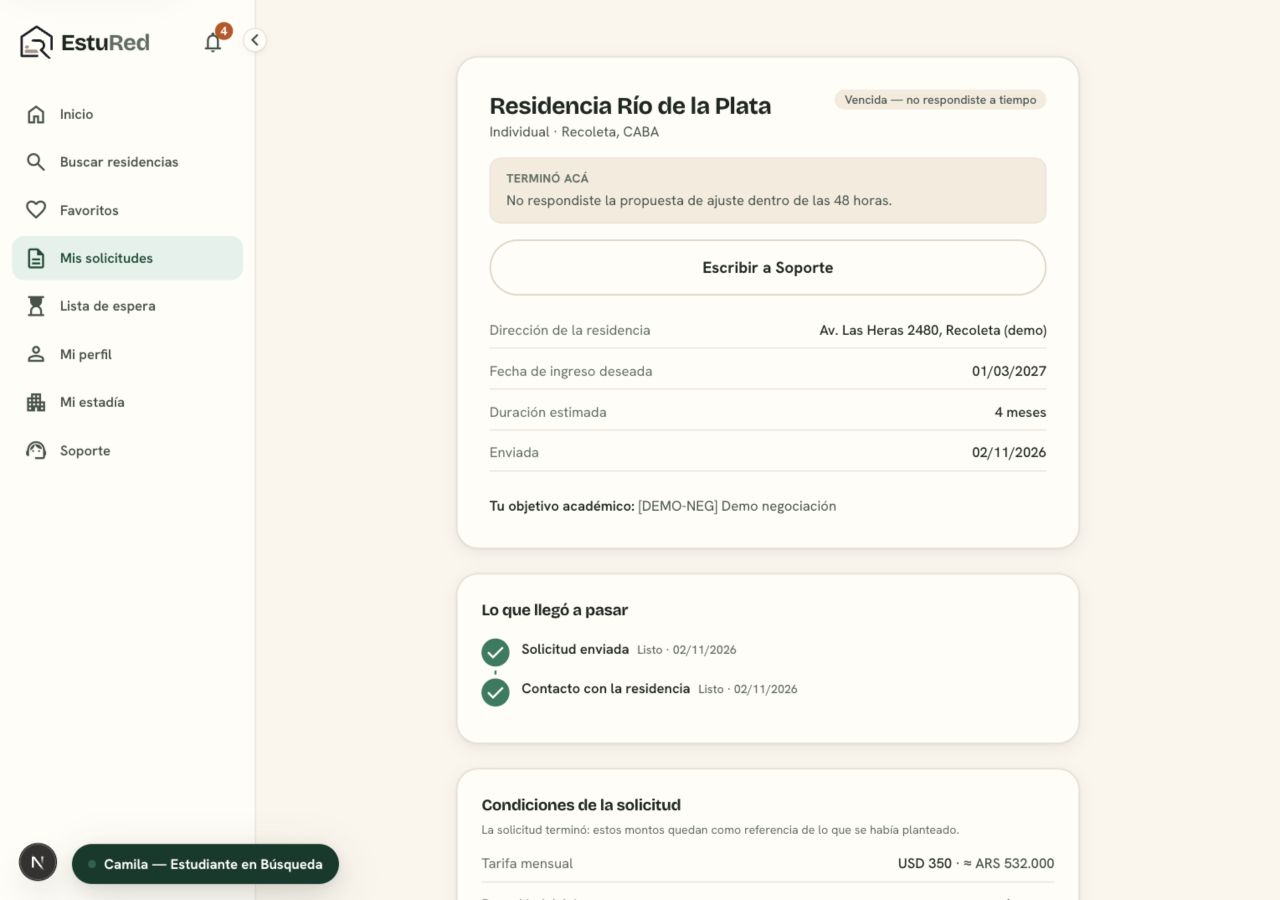 EstuRed
4
Inicio
Buscar residencias
Favoritos
Mis solicitudes
Lista de espera
Mi perfil
Mi estadía
Soporte
N
Camila — Estudiante en Búsqueda
Residencia Río de la Plata
Vencida — no respondiste a tiempo
Individual · Recoleta, CABA
TERMINÓ ACÁ
No respondiste la propuesta de ajuste dentro de las 48 horas.
Escribir a Soporte
Dirección de la residencia Av. Las Heras 2480, Recoleta (demo)
Fecha de ingreso deseada 01/03/2027
Duración estimada 4 meses
Enviada 02/11/2026
Tu objetivo académico: [DEMO-NEG] Demo negociación
Lo que llegó a pasar
Solicitud enviada Listo · 02/11/2026
Contacto con la residencia Listo · 02/11/2026
Condiciones de la solicitud
La solicitud terminó: estos montos quedan como referencia de lo que se había planteado.
Tarifa mensual USD 350 · ≈ ARS 532.000